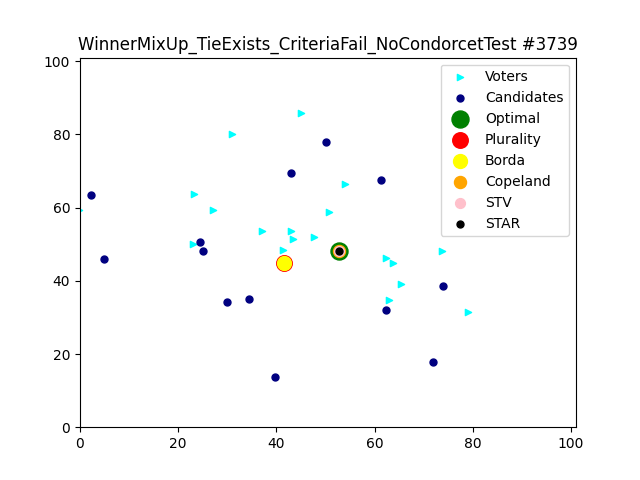 WinnerMixUp_TieExists_CriteriaFail_NoCondorcetTest #3739
100
80
60
40
20
0
0 20 40 60 80 100
Voters
Candidates
Optimal
Plurality
Borda
Copeland
STV
STAR